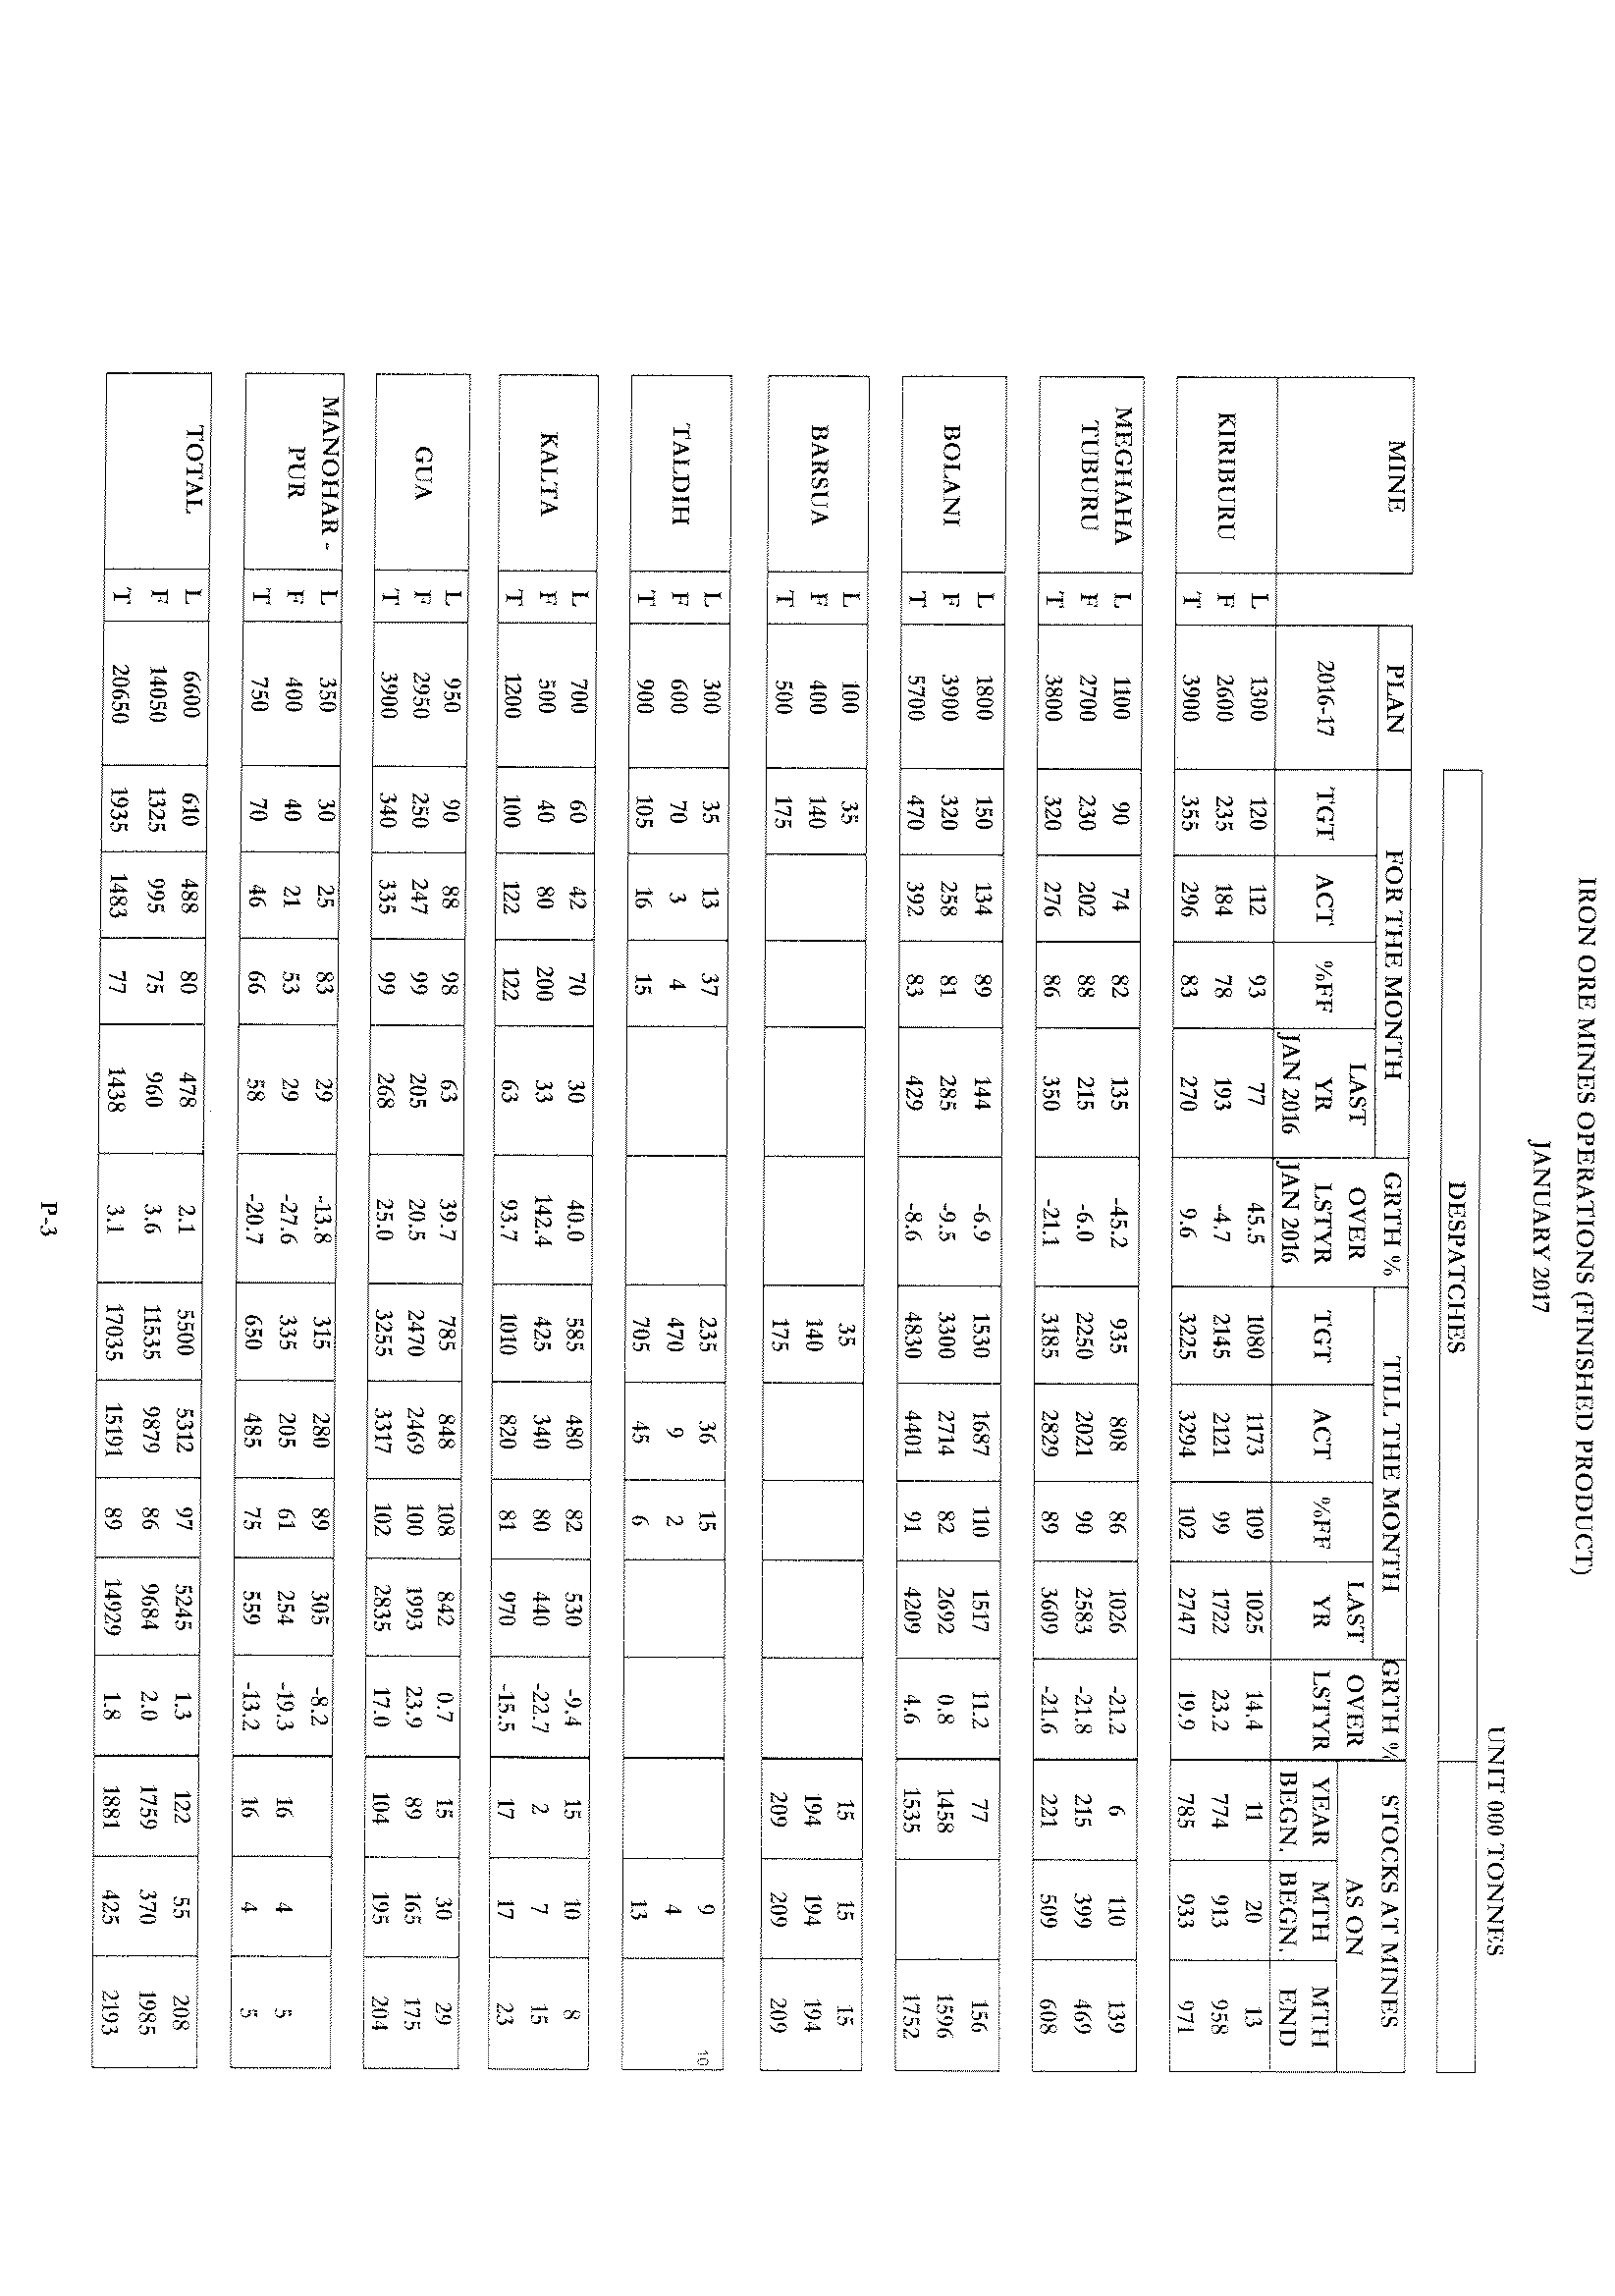 IRON ORE MINES OPERATIONS (FINISHED PRODUCT)
JANUARY 2017
UNIT 000 TONNES
DESPATCHES
MINE PLAN FOR THE MONTH GRTH % TILL THE MONTH GRTH % STOCKS AT MINES
LAST OVER LAST OVER AS ON
2016-17 TGT ACT %FF YR LSTYR TGT ACT %FF YR LSTYR YEAR MTH MTH
JAN 2016 JAN 2016 BEGN. BEGN. END
L 1300 120 112 93 77 45.5 1080 1173 109 1025 14.4 11 20 13
KIRIBURU F 2600 235 184 78 193 -4.7 2145 2121 99 1722 23.2 774 913 958
T 3900 355 296 83 270 9.6 3225 3294 102 2747 19.9 785 933 971
MEGHAHA L 1100 90 74 82 135 -45.2 935 808 86 1026 -21.2 6 110 139
TUBURU F 2700 230 202 88 215 -6.0 2250 2021 90 2583 -21.8 215 399 469
T 3800 320 276 86 350 -21.1 3185 2829 89 3609 -21.6 221 509 608
L 1800 150 134 89 144 -6.9 1530 1687 110 1517 11.2 77 156
BOLANI F 3900 320 258 81 285 -9.5 3300 2714 82 2692 0.8 1458 1596
T 5700 470 392 83 429 -8.6 4830 4401 91 4209 4.6 1535 1752
L 100 35 35 15 15 15
BARSUA F 400 140 140 194 194 194
T 500 175 175 209 209 209
L 300 35 13 37 235 36 15 9 10
TALDIH F 600 70 3 4 470 9 2 4
T 900 105 16 15 705 45 6 13
L 700 60 42 70 30 40.0 585 480 82 530 -9.4 15 10 8
KALTA F 500 40 80 200 33 142.4 425 340 80 440 -22.7 2 7 15
T 1200 100 122 122 63 93.7 1010 820 81 970 -15.5 17 17 23
L 950 90 88 98 63 39.7 785 848 108 842 0.7 15 30 29
GUA F 2950 250 247 99 205 20.5 2470 2469 100 1993 23.9 89 165 175
T 3900 340 335 99 268 25.0 3255 3317 102 2835 17.0 104 195 204
MANOHAR - L 350 30 25 83 29 -13.8 315 280 89 305 -8.2
PUR F 400 40 21 53 29 -27.6 335 205 61 254 -19.3 16 4 5
T 750 70 46 66 58 -20.7 650 485 75 559 -13.2 16 4 5
TOTAL L 6600 610 488 80 478 2.1 5500 5312 97 5245 1.3 122 55 208
F 14050 1325 995 75 960 3.6 11535 9879 86 9684 2.0 1759 370 1985
T 20650 1935 1483 77 1438 3.1 17035 15191 89 14929 1.8 1881 425 2193
P-3